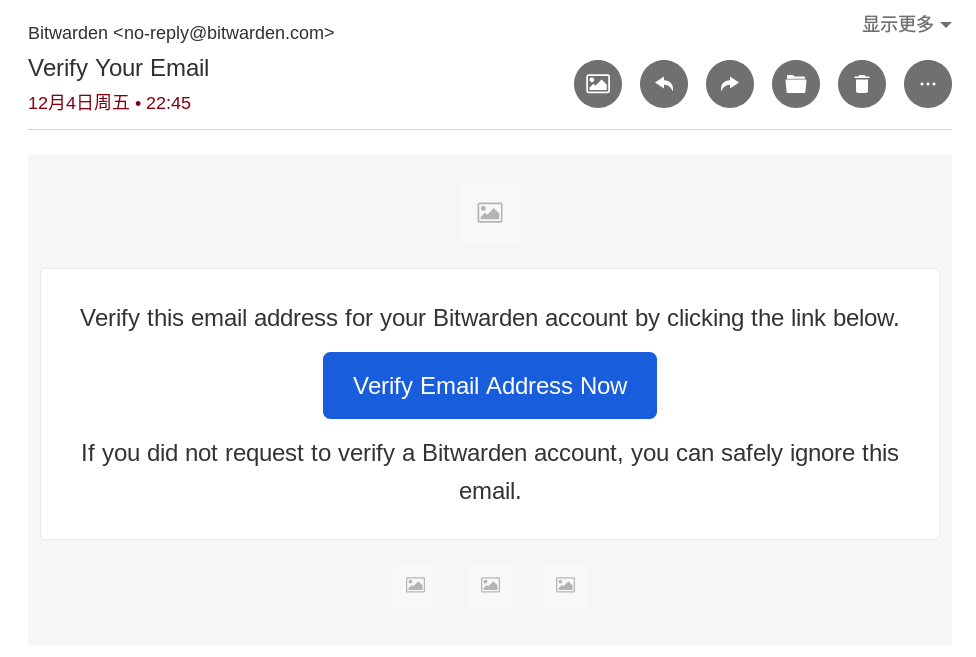 显示更多
Bitwarden <no-reply@bitwarden.com>
Verify Your Email
12月4日周五 • 22:45
Verify this email address for your Bitwarden account by clicking the link below.
Verify Email Address Now
If you did not request to verify a Bitwarden account, you can safely ignore this
email.